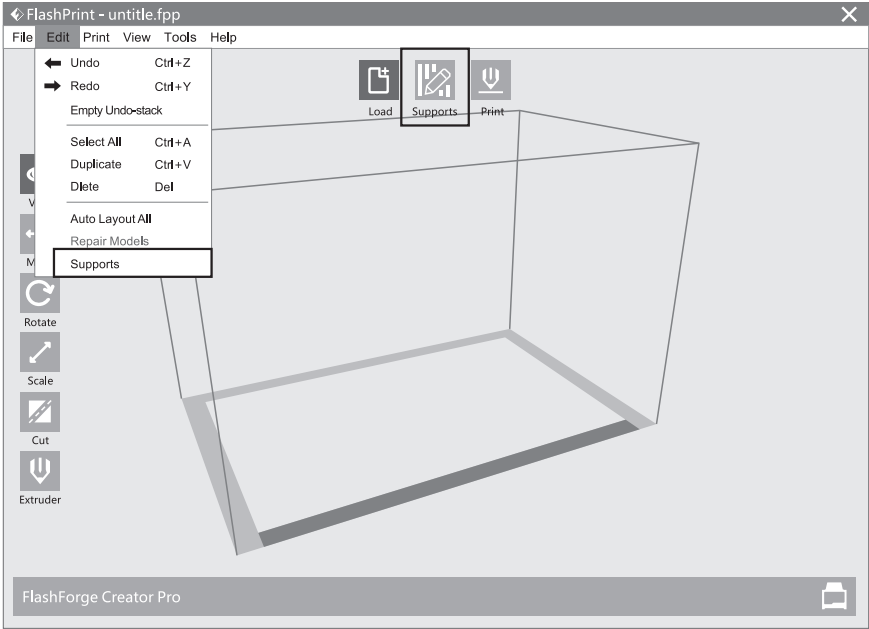 FlashPrint - untitle.fpp
File Edit Print View Tools Help
Undo Ctrl+Z
Redo Ctrl+Y
Empty Undo-stack
Select All Ctrl+A
Duplicate Ctrl+V
Dlete Del
Auto Layout All
Repair Models
Supports
Load Supports Print
Rotate
Scale
Cut
Extruder
FlashForge Creator Pro